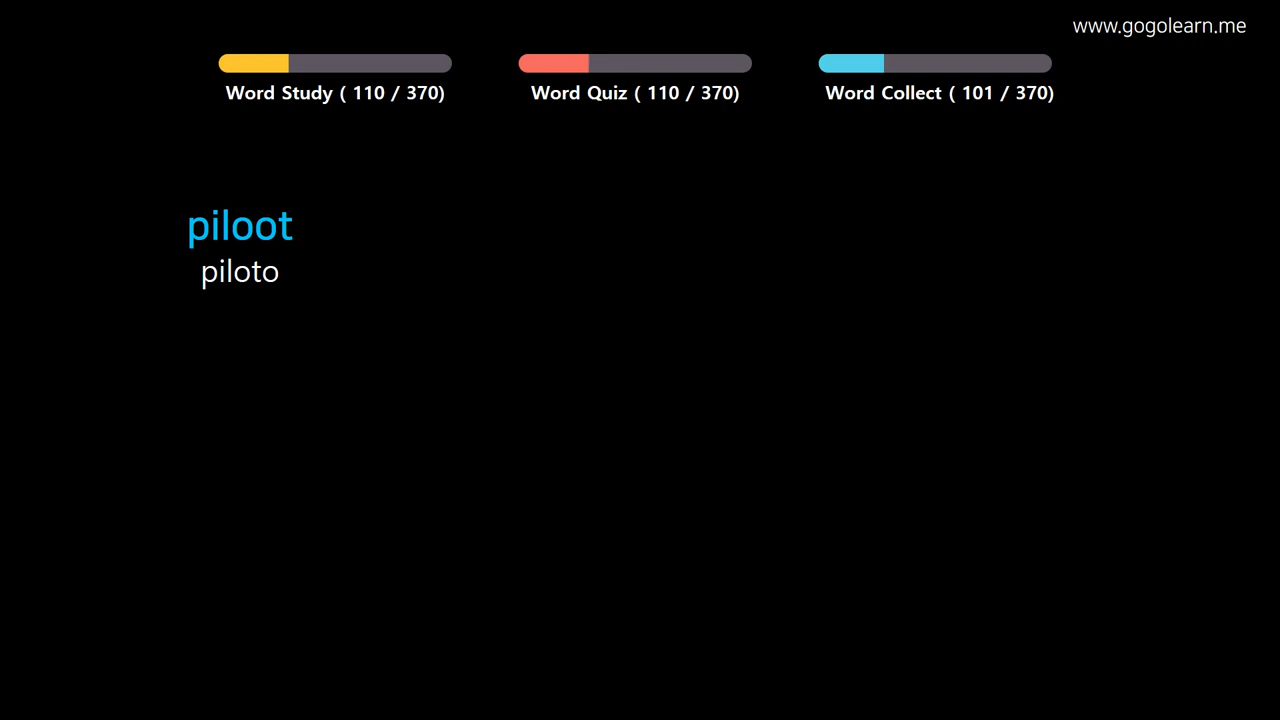 www.gogolearn.me
Word Study ( 110 / 370)
Word Quiz ( 110 / 370)
Word Collect ( 101 / 370)
piloot
piloto